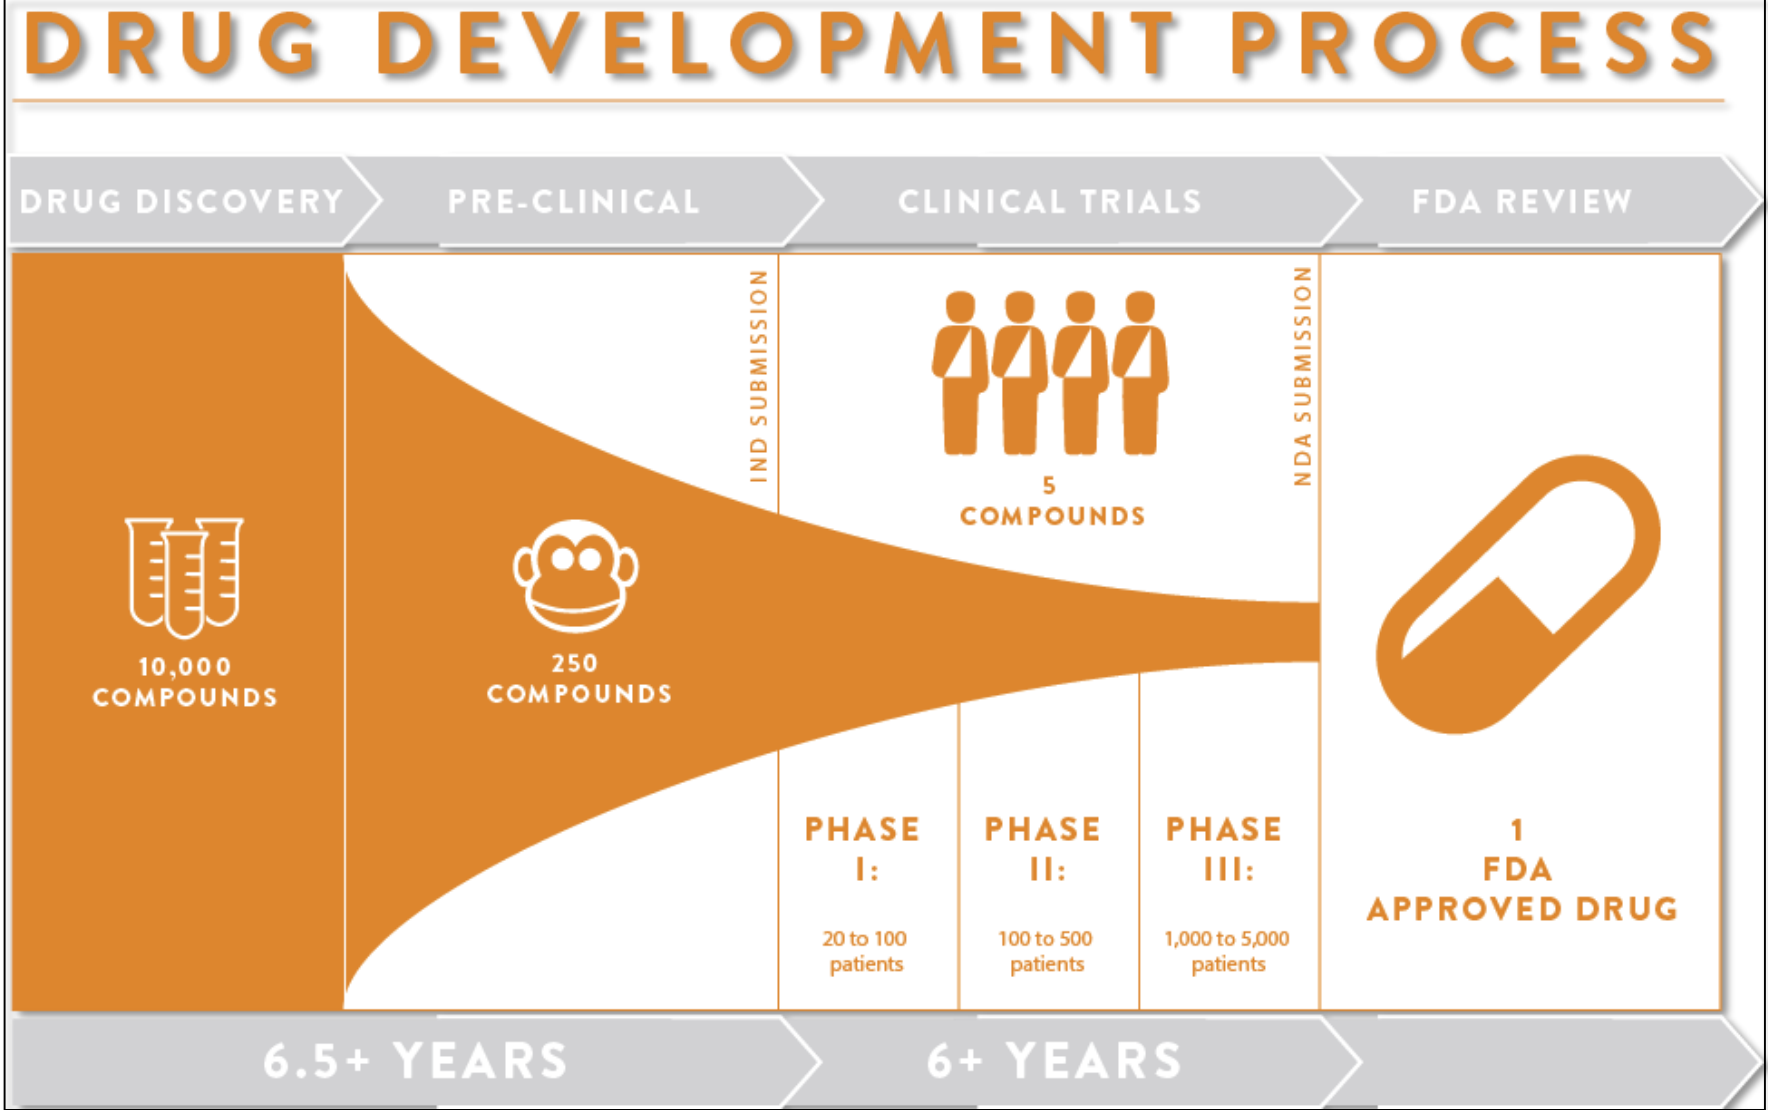 DRUG DEVELOPMENT PROCESS
DRUG DISCOVERY
PRE-CLINICAL
CLINICAL TRIALS
FDA REVIEW
10,000
COMPOUNDS
250
COMPOUNDS
IND SUBMISSION
5
COMPOUNDS
NDA SUBMISSION
PHASE
I:
20 to 100
patients
PHASE
II:
100 to 500
patients
PHASE
III:
1,000 to 5,000
patients
1
FDA
APPROVED DRUG
6.5+ YEARS
6+ YEARS